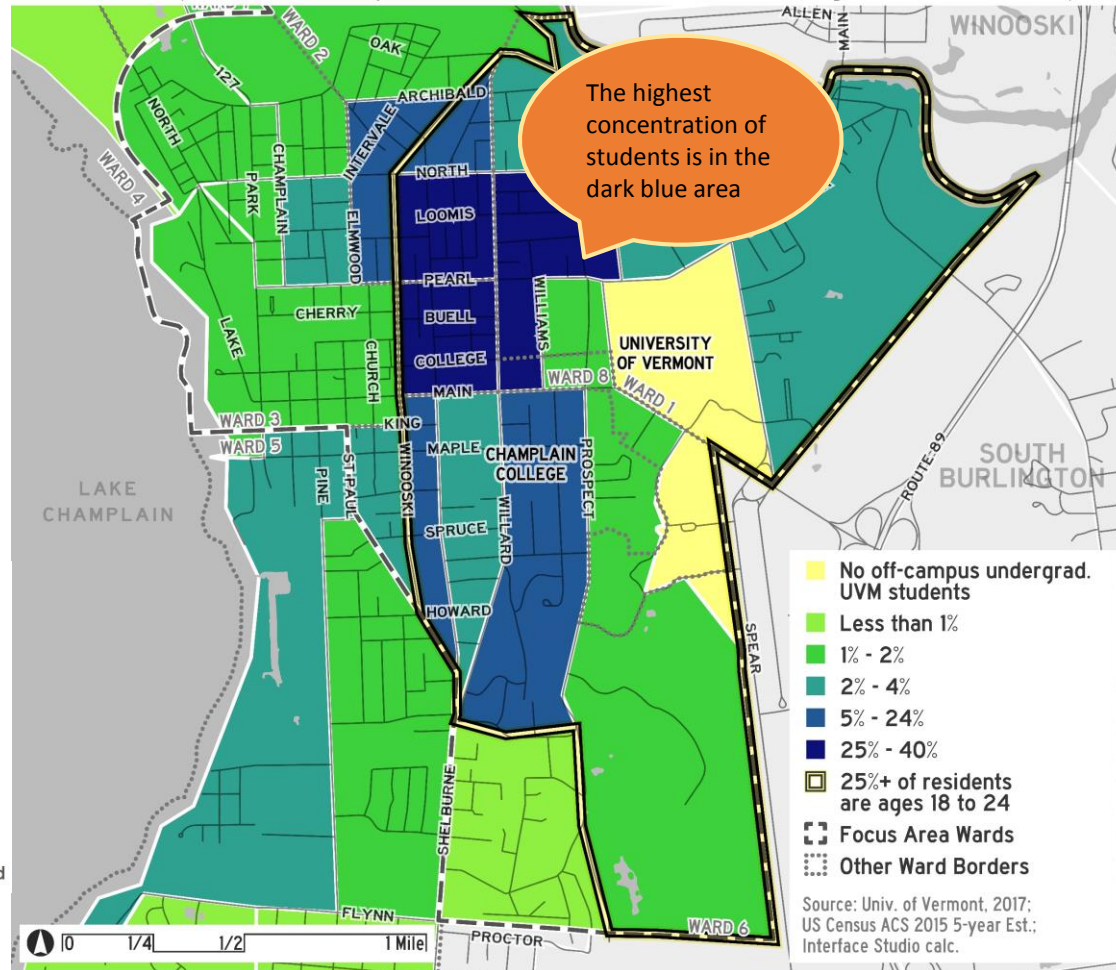 ALLEN
MAIN
WINOOSKI
WARD 2
OAK
127
ARCHIBALD
NORTH
INTERVALE
CHAMPLAIN
PARK
WARD 4
ELMWOOD
NORTH
LOOMIS
The highest
concentration of
students is in the
dark blue area
PEARL
CHERRY
BUELL
WILLIAMS
LAKE
CHURCH
COLLEGE
UNIVERSITY
OF VERMONT
WARD 8
WARD 1
MAIN
WARD 3
KING
WARD 5
MAPLE
CHAMPLAIN
COLLEGE
PROSPECT
WINOOSKI
ST. PAUL
PINE
SPRUCE
WILLARD
HOWARD
LAKE
CHAMPLAIN
ROUTE-89
SOUTH
BURLINGTON
SPEAR
SHELBURNE
FLYNN
PROCTOR
WARD 6
No off-campus undergrad.
UVM students
Less than 1%
1% - 2%
2% - 4%
5% - 24%
25% - 40%
25%+ of residents
are ages 18 to 24
Focus Area Wards
Other Ward Borders
Source: Univ. of Vermont, 2017;
US Census ACS 2015 5-year Est.;
Interface Studio calc.
0 1/4 1/2 1 Mile